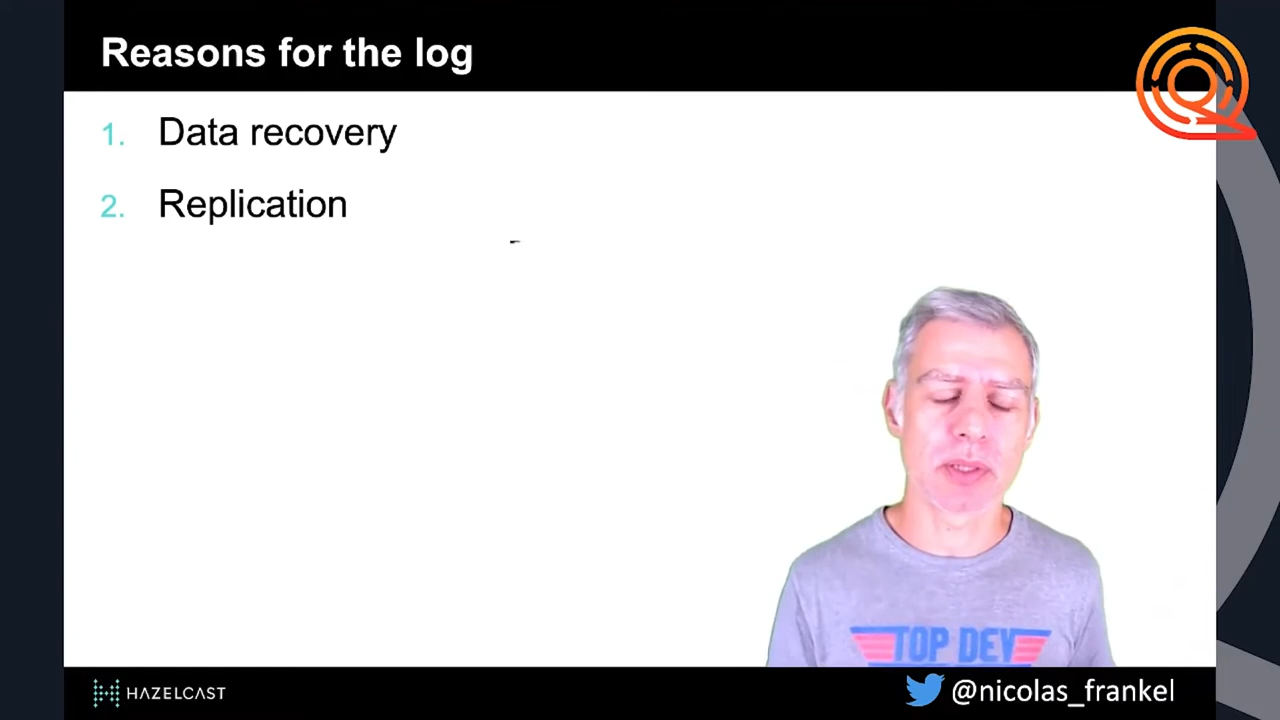 Reasons for the log
1. Data recovery
2. Replication
TOP DEV
HAZELCAST
@nicolas_frankel